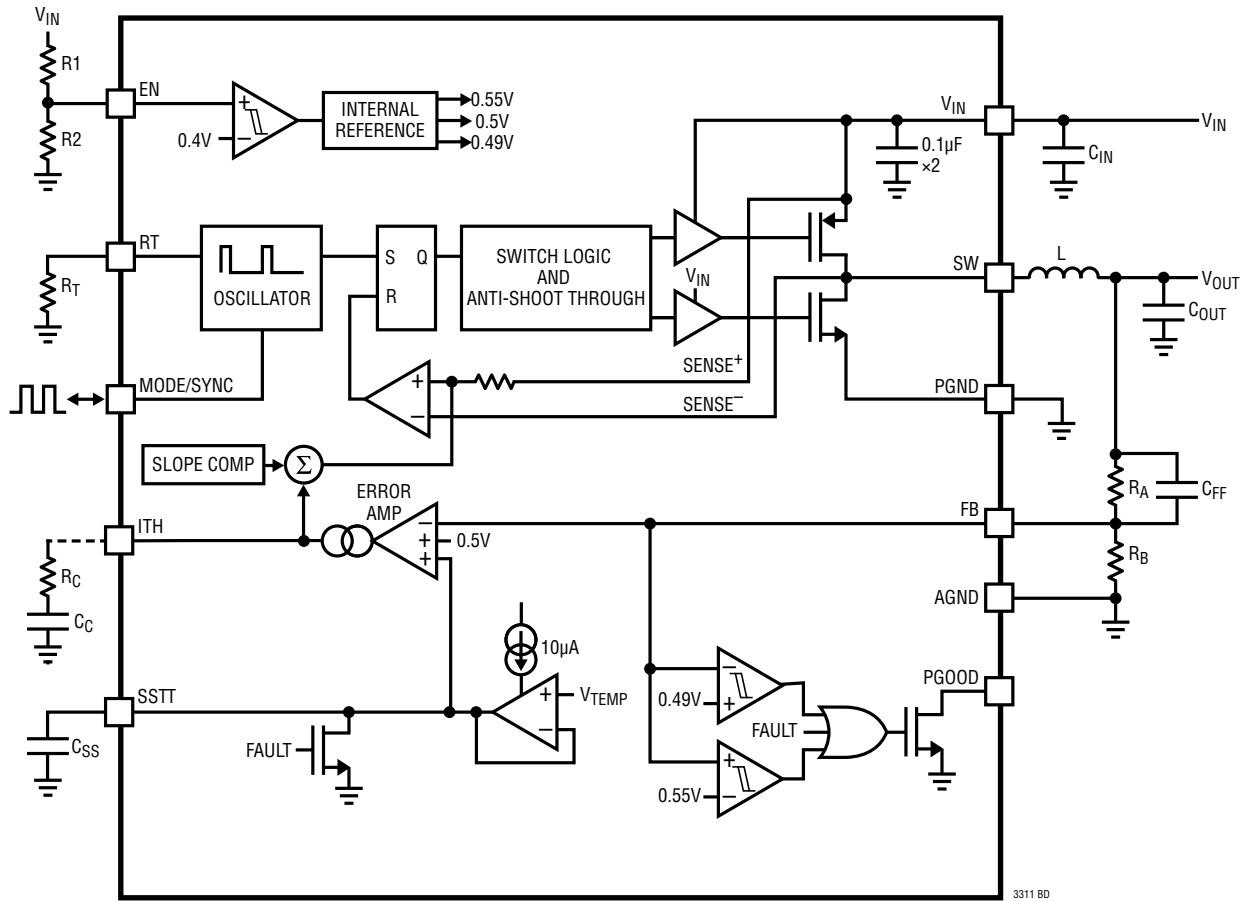 VIN
R1
EN
R2
0.4V
+
−
INTERNAL
REFERENCE
0.55V
0.5V
0.49V
VIN
VIN
0.1µF
×2
CIN
RT
RT
OSCILLATOR
S
Q
R
SWITCH LOGIC
AND
ANTI-SHOOT THROUGH
VIN
SW
L
VOUT
COUT
MODE/SYNC
+
−
SENSE+
SENSE−
PGND
SLOPE COMP
Σ
ERROR
AMP
ITH
−
+
+
0.5V
FB
RA
CFF
RB
RC
CC
AGND
10µA
+
−
VTEMP
SSTT
CSS
FAULT
−
+
0.49V
FAULT
+
−
0.55V
PGOOD
3311 BD